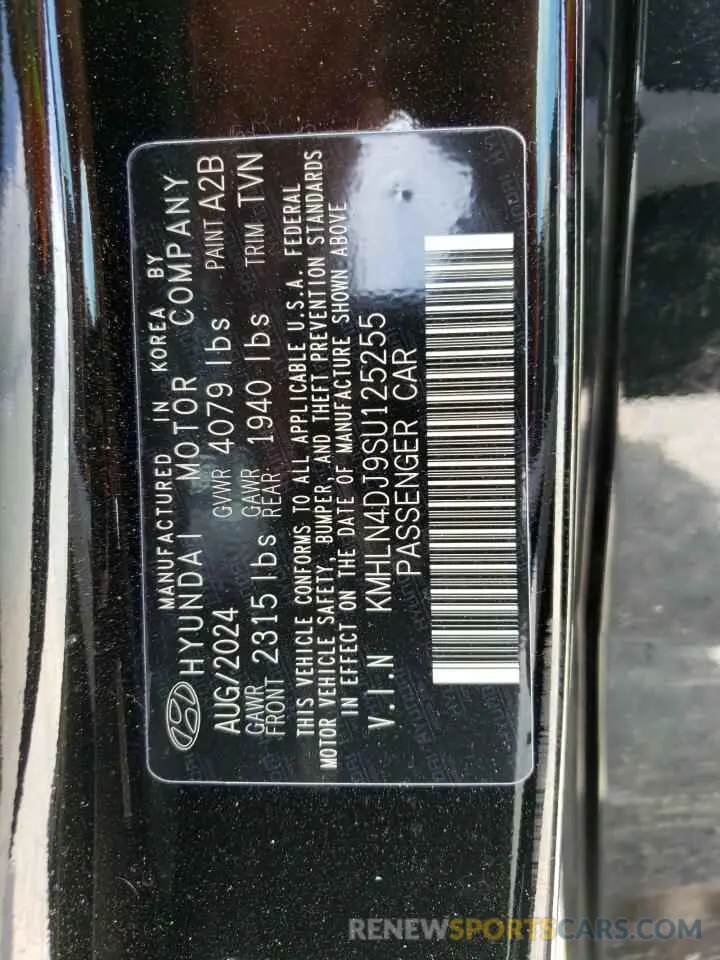 MANUFACTURED IN KOREA BY
HYUNDAI MOTOR COMPANY
AUG/2024 GVWR 4079 lbs PAINT A2B
GAWR FRONT 2315 lbs GAWR REAR: 1940 lbs TRIM TVN
THIS VEHICLE CONFORMS TO ALL APPLICABLE U.S.A. FEDERAL
MOTOR VEHICLE SAFETY, BUMPER, AND THEFT PREVENTION STANDARDS
IN EFFECT ON THE DATE OF MANUFACTURE SHOWN ABOVE
V.I.N KMHLN4DJ9SU125255
PASSENGER CAR
RENEWSPORTSCARS.COM